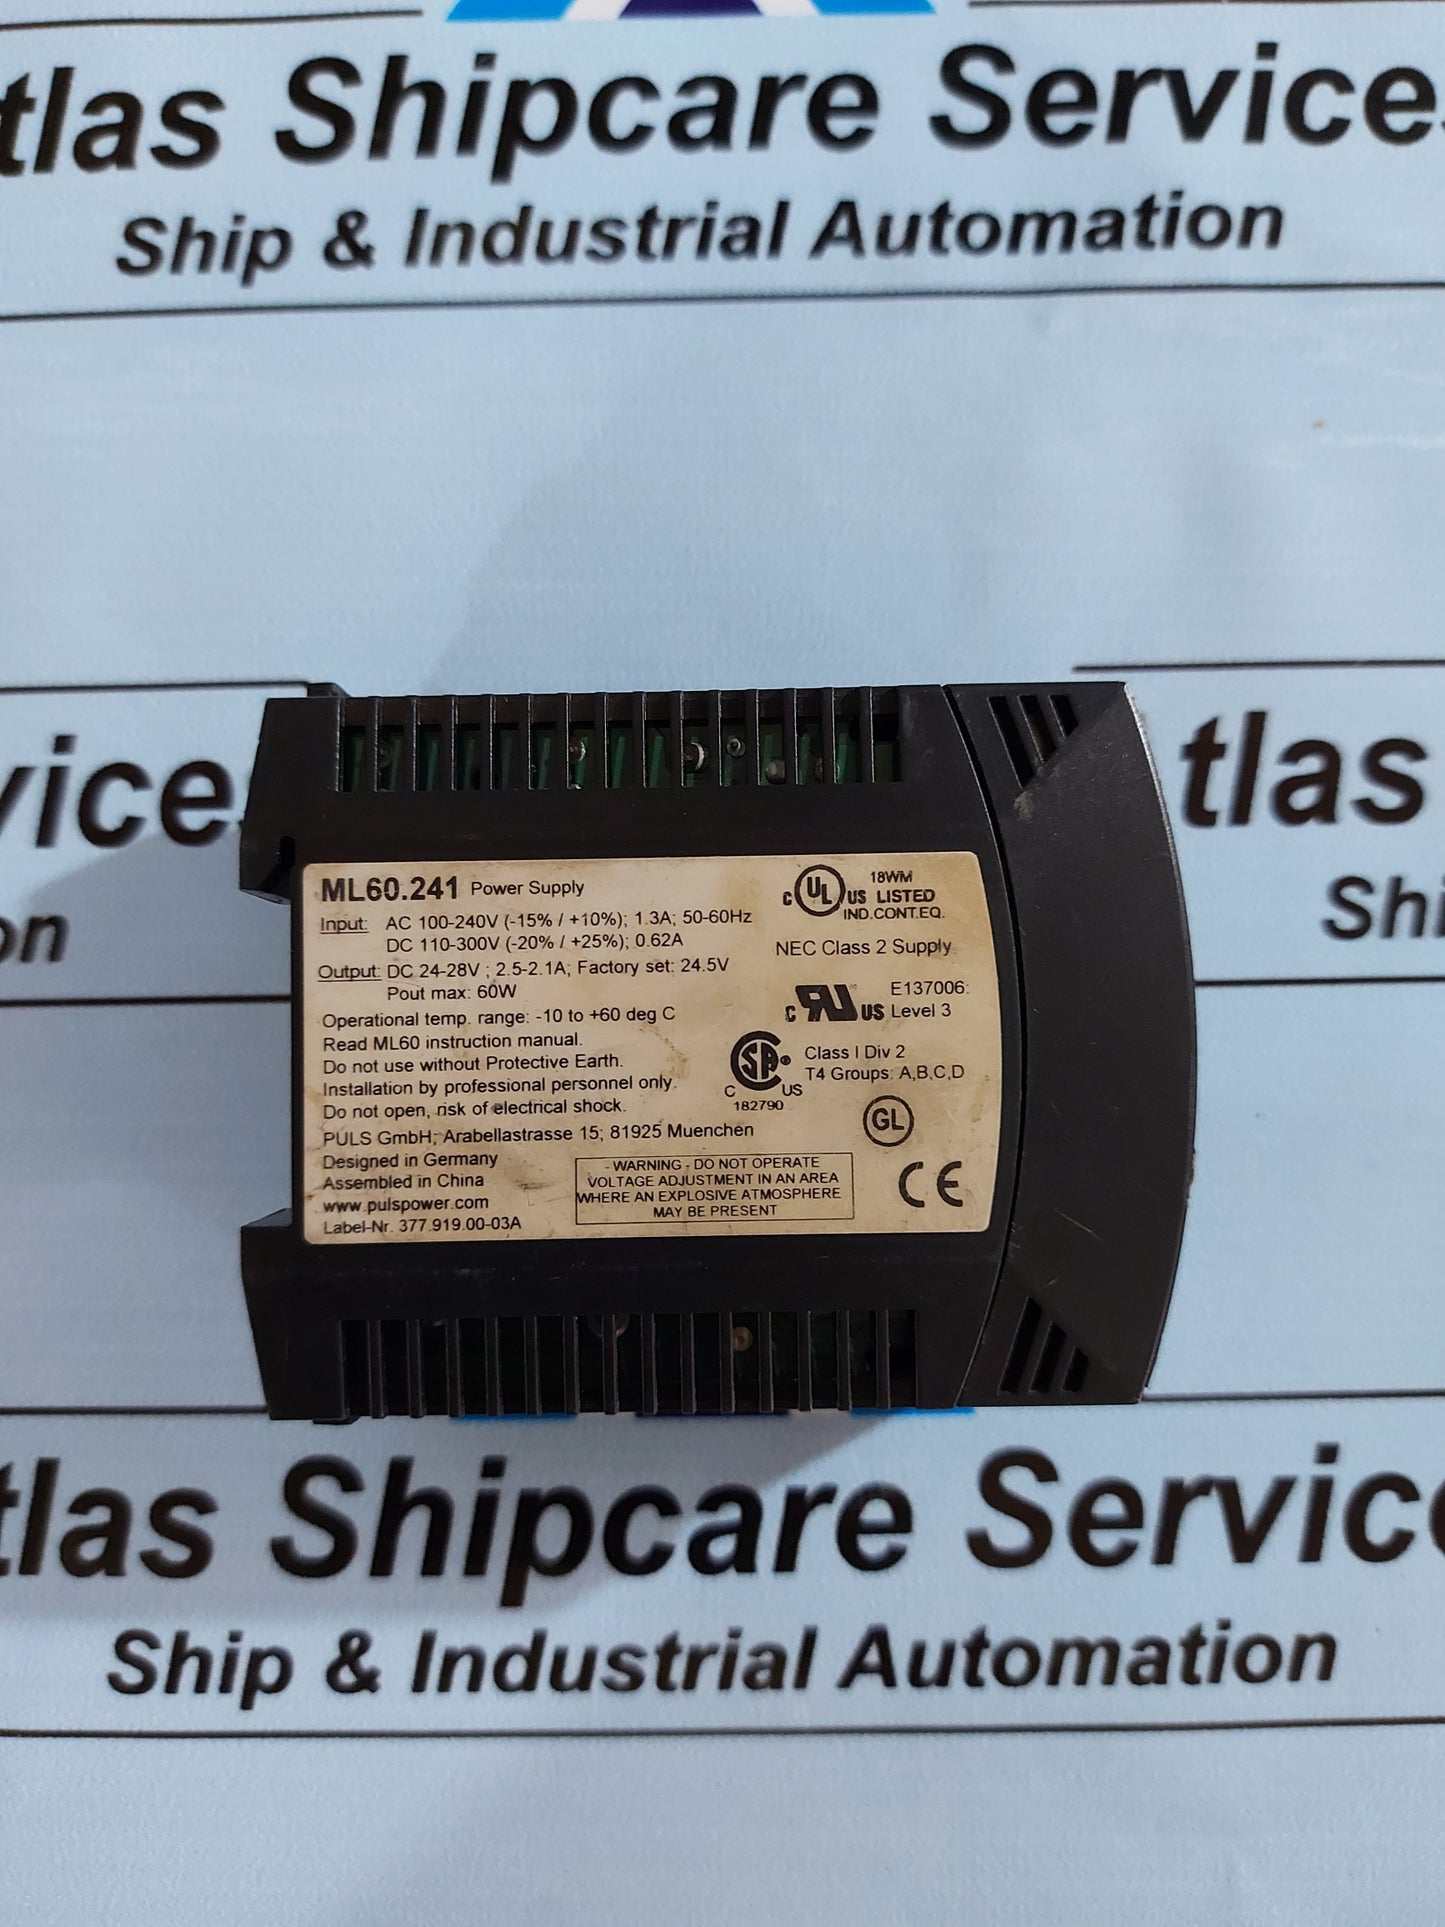 tlas Shipcare Services
Ship & Industrial Automation
vices
on
tlas
Shi
ML60.241 Power Supply
Input: AC 100-240V (-15% / +10%); 1.3A; 50-60Hz
DC 110-300V (-20% / +25%); 0.62A
Output: DC 24-28V ; 2.5-2.1A; Factory set: 24.5V
Pout max: 60W
Operational temp. range: -10 to +60 deg C
Read ML60 instruction manual.
Do not use without Protective Earth.
Installation by professional personnel only.
Do not open, risk of electrical shock.
PULS GmbH; Arabellastrasse 15; 81925 Muenchen
Designed in Germany
Assembled in China
www.pulspower.com
Label-Nr. 377.919.00-03A
C UL US 18WM
LISTED
IND.CONT.EQ.
NEC Class 2 Supply
C RU US E137006:
Level 3
SA
C US
182790
Class I Div 2
T4 Groups: A,B,C,D
GL
CE
- WARNING - DO NOT OPERATE
VOLTAGE ADJUSTMENT IN AN AREA
WHERE AN EXPLOSIVE ATMOSPHERE
MAY BE PRESENT
tlas Shipcare Servic
Ship & Industrial Automation